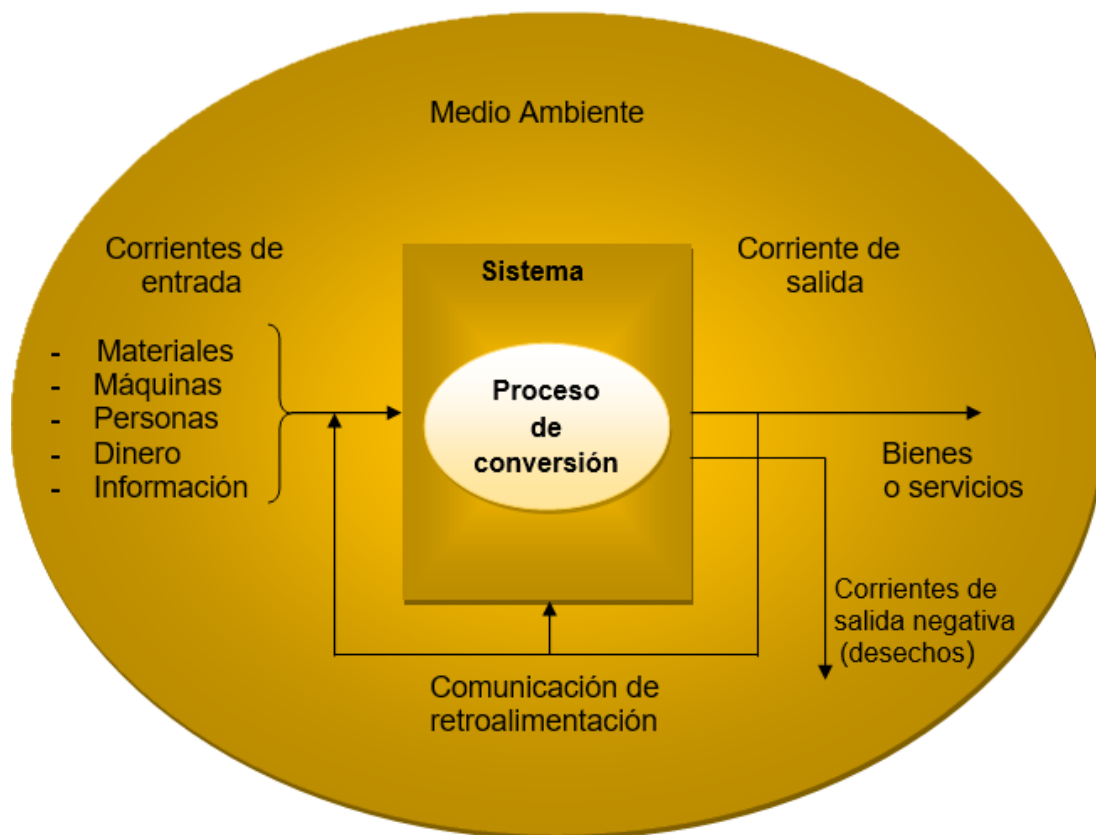 Medio Ambiente
Corrientes de
entrada
- Materiales
- Máquinas
- Personas
- Dinero
- Información
Sistema
Proceso
de
conversión
Corriente de
salida
Bienes
o servicios
Corrientes de
salida negativa
(desechos)
Comunicación de
retroalimentación